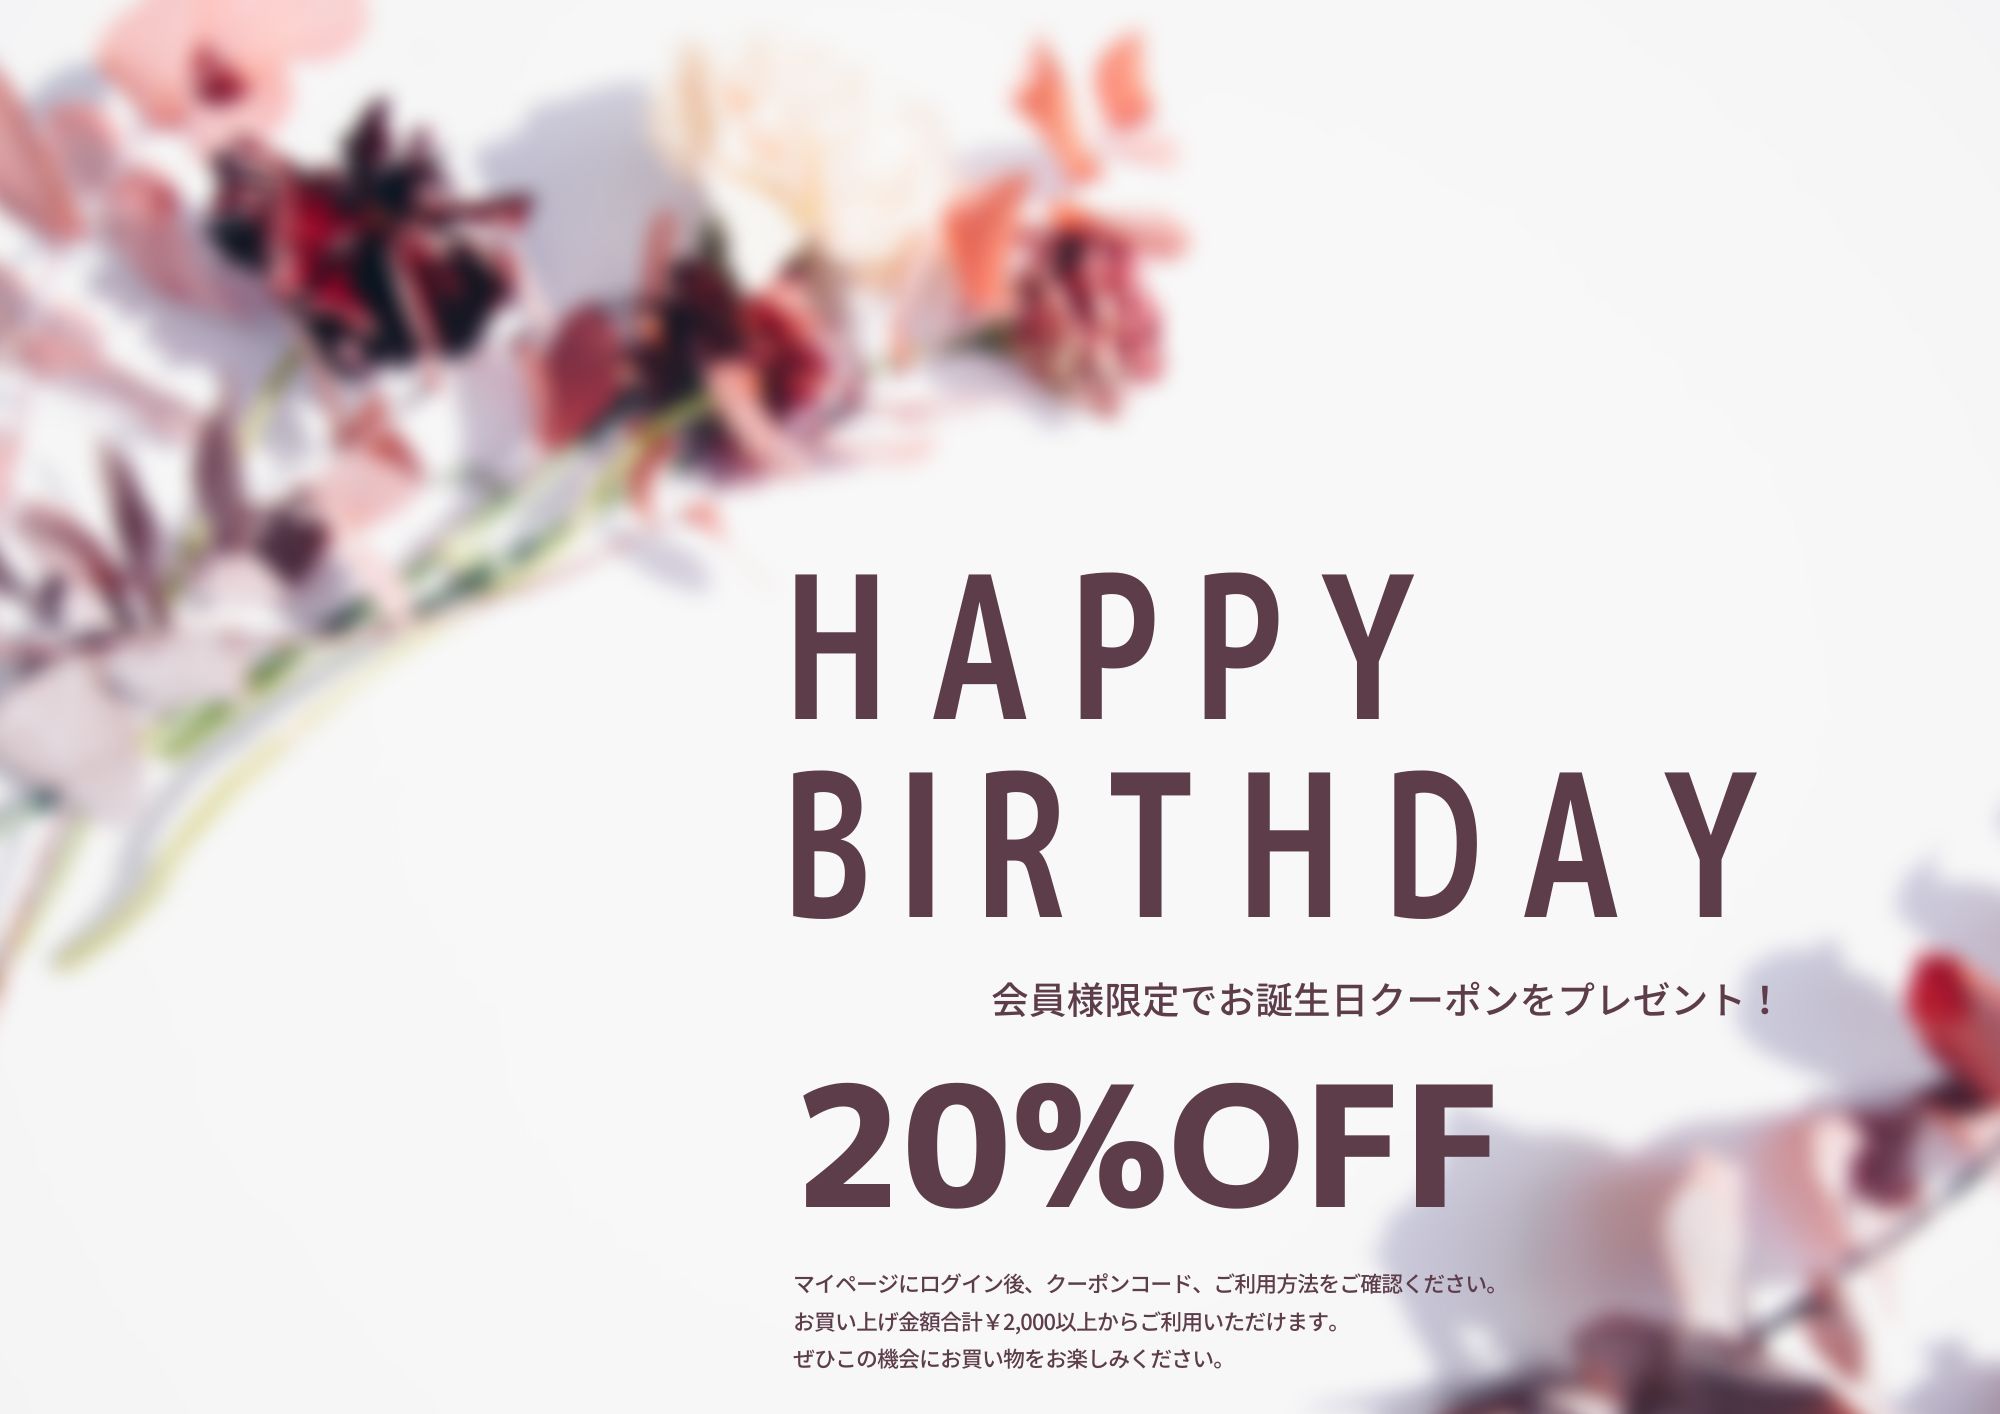 HAPPY
BIRTHDAY
会員様限定でお誕生日クーポンをプレゼント！
20%OFF
マイページにログイン後、クーポンコード、ご利用方法をご確認ください。
お買い上げ金額合計￥2,000以上からご利用いただけます。
ぜひこの機会にお買い物をお楽しみください。